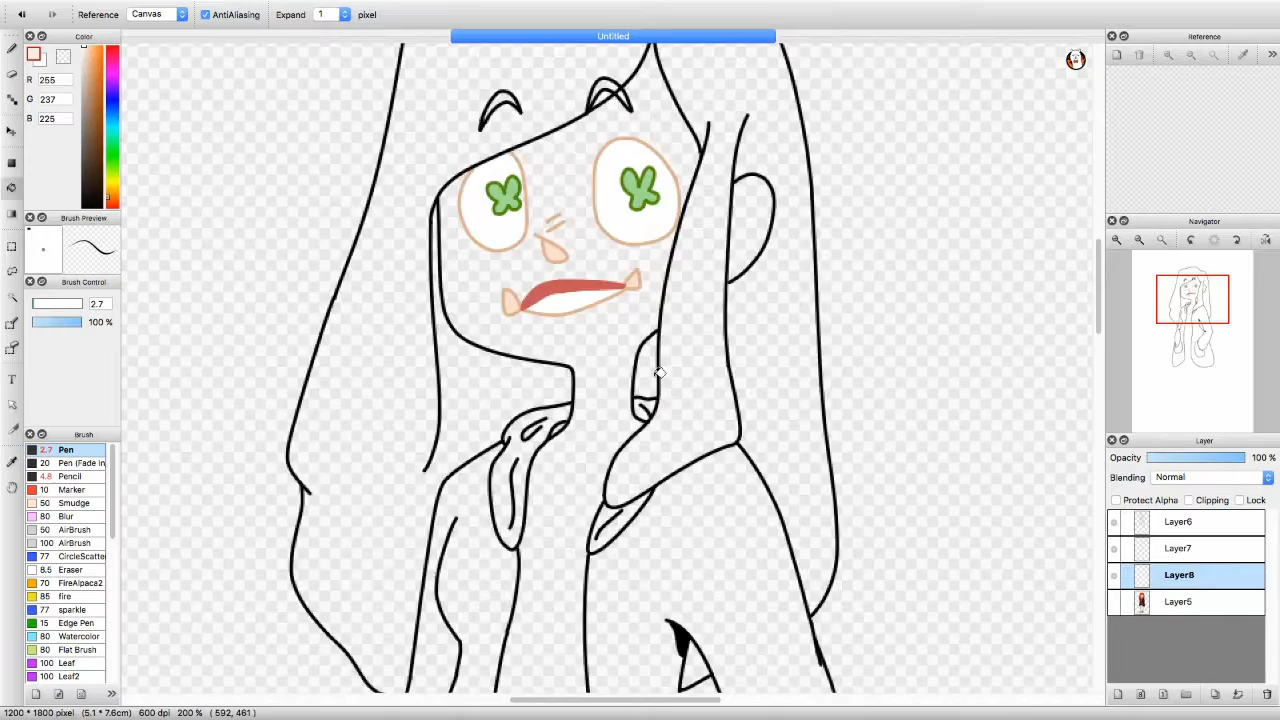 Reference Canvas AntiAliasing Expand 1 pixel
Untitled
Color
R 255
G 237
B 225
Brush Preview
Brush Control
2.7
100 %
Brush
2.7 Pen
20 Pen (Fade In
4.8 Pencil
10 Marker
50 Smudge
80 Blur
50 AirBrush
100 AirBrush
77 CircleScatte
8.5 Eraser
70 FireAlpaca2
85 fire
77 sparkle
15 Edge Pen
80 Watercolor
80 Flat Brush
100 Leaf
100 Leaf2
Reference
Navigator
Layer
Opacity 100 %
Blending Normal
Protect Alpha Clipping Lock
Layer6
Layer7
Layer8
Layer5
1200 * 1800 pixel (5.1 * 7.6cm) 600 dpi 200 % ( 592, 461 )